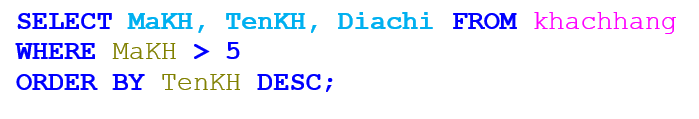 SELECT MaKH, TenKH, Diachi FROM khachhang
WHERE MaKH > 5
ORDER BY TenKH DESC;